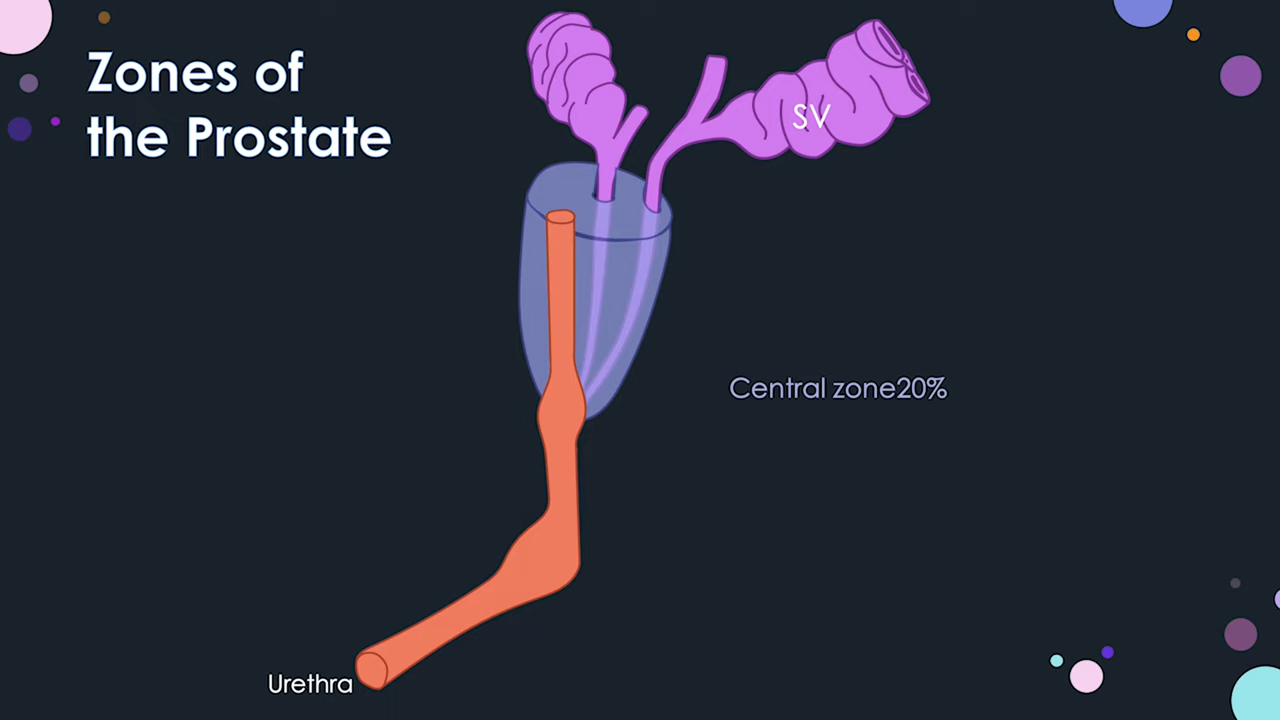 Zones of
the Prostate
SV
Central zone20%
Urethra